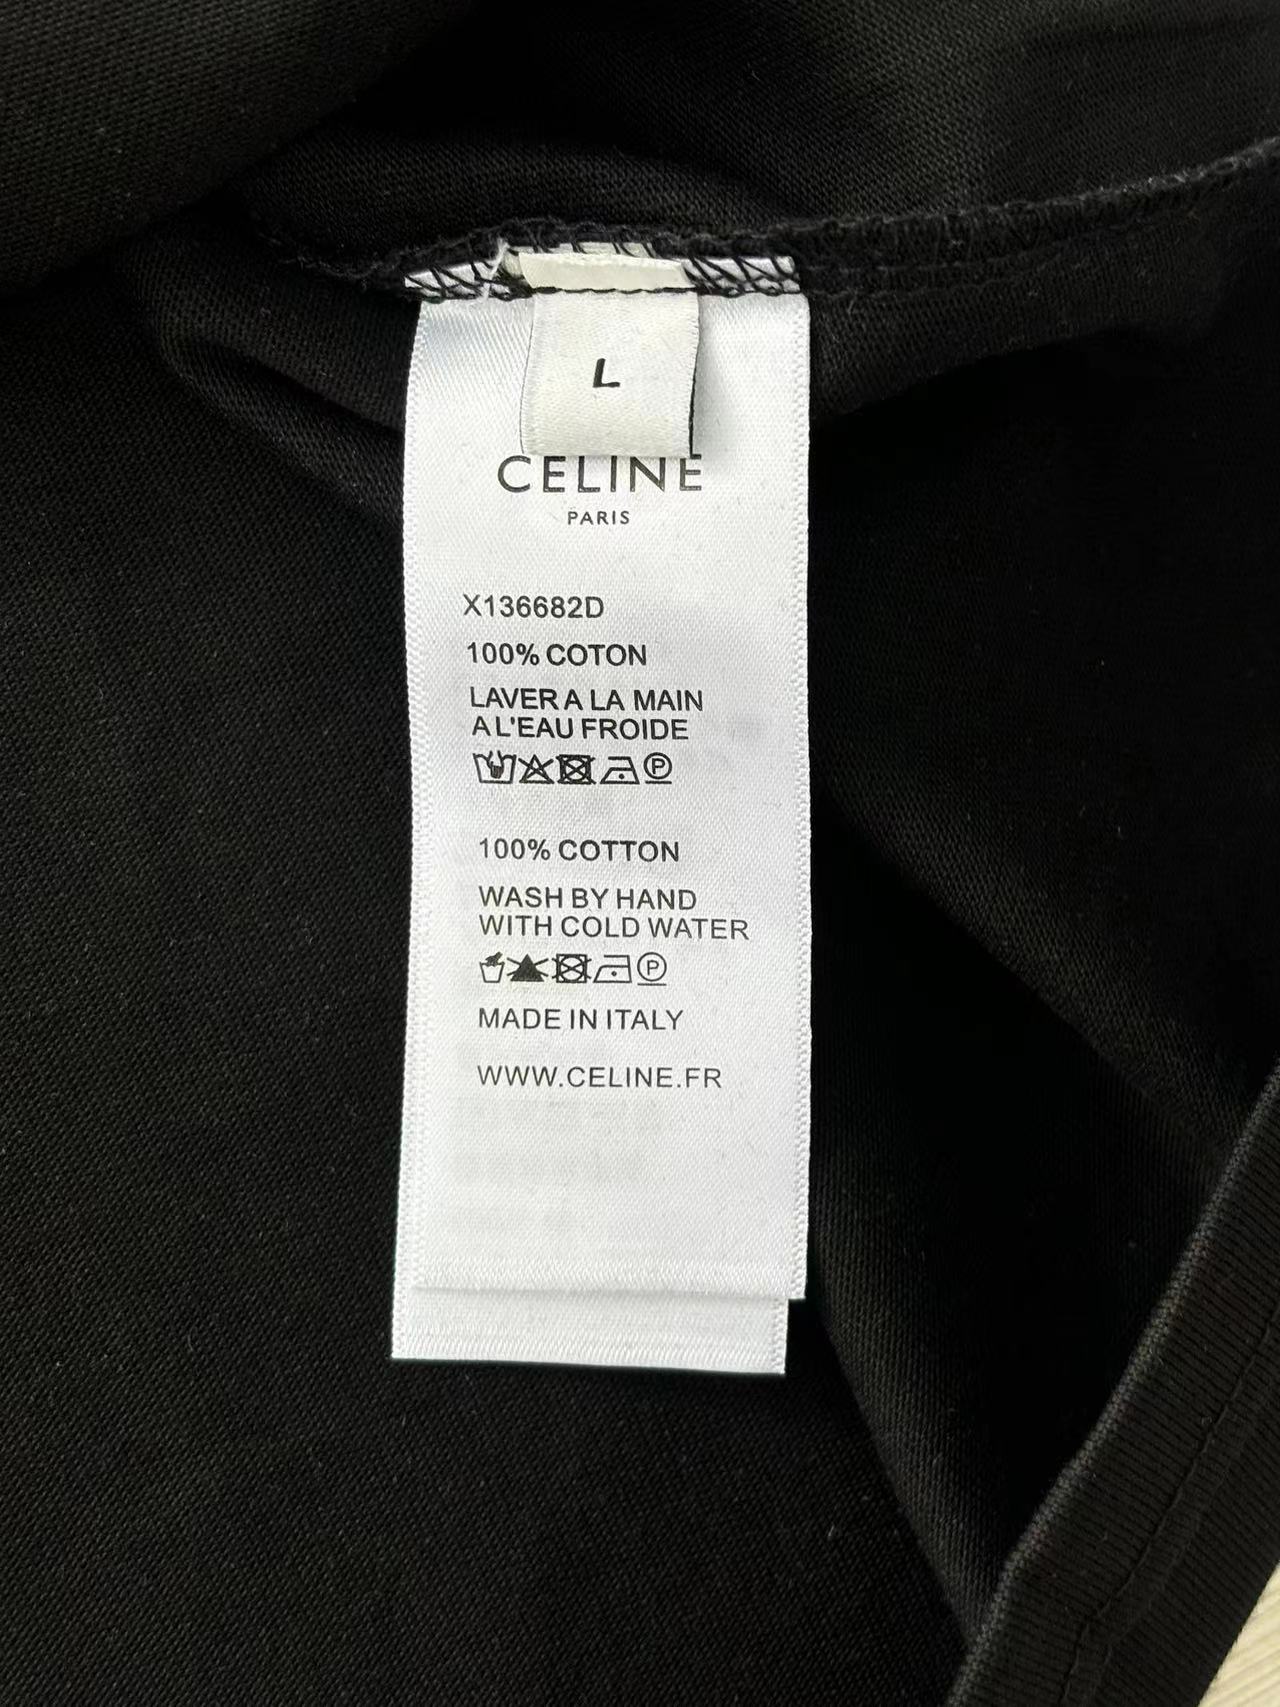 L
CELINE
PARIS
X136682D
100% COTON
LAVER A LA MAIN
A L'EAU FROIDE
P
100% COTTON
WASH BY HAND
WITH COLD WATER
P
MADE IN ITALY
WWW.CELINE.FR